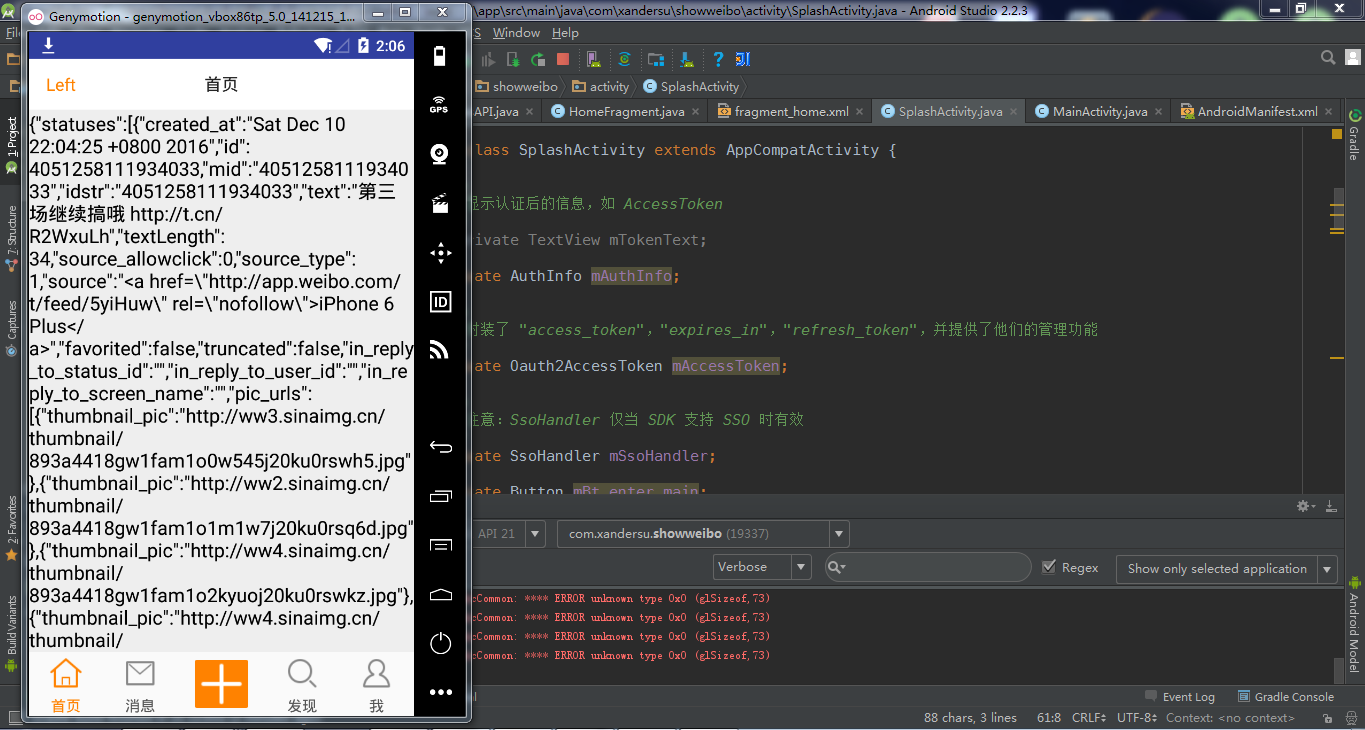 Genymotion - genymotion_vbox86tp_5.0_141215_1...
\app\src\main\java\com\xandersu\showweibo\activity\SplashActivity.java - Android Studio 2.2.3
S Window Help
2:06
Left
首页
{"statuses":[{"created_at":"Sat Dec 10
22:04:25 +0800 2016","id":
4051258111934033,"mid":"40512581119340
33","idstr":"4051258111934033","text":"第三
场继续搞哦 http://t.cn/
R2WxuLh","textLength":
34,"source_allowclick":0,"source_type":
1,"source":"<a href=\"http://app.weibo.com/
t/feed/5yiHuw\" rel=\"nofollow\">iPhone 6
Plus</
a>","favorited":false,"truncated":false,"in_reply
_to_status_id":"","in_reply_to_user_id":"","in_re
ply_to_screen_name":"","pic_urls":
[{"thumbnail_pic":"http://ww3.sinaimg.cn/
thumbnail/
893a4418gw1fam1o0w545j20ku0rswh5.jpg"
},{"thumbnail_pic":"http://ww2.sinaimg.cn/
thumbnail/
893a4418gw1fam1o1m1w7j20ku0rsq6d.jpg"
},{"thumbnail_pic":"http://ww4.sinaimg.cn/
thumbnail/
893a4418gw1fam1o2kyuoj20ku0rswkz.jpg"},
{"thumbnail_pic":"http://ww4.sinaimg.cn/
thumbnail/
首页
消息
发现
我
GPS
ID
showweibo
activity
SplashActivity
API.java
HomeFragment.java
fragment_home.xml
SplashActivity.java
MainActivity.java
AndroidManifest.xml
lass SplashActivity extends AppCompatActivity {
显示认证后的信息，如 AccessToken
ivate TextView mTokenText;
ate AuthInfo mAuthInfo;
封装了 "access_token"，"expires_in"，"refresh_token"，并提供了他们的管理功能
ate Oauth2AccessToken mAccessToken;
注意：SsoHandler 仅当 SDK 支持 SSO 时有效
ate SsoHandler mSsoHandler;
ate Button mBt_enter_main;
API 21
com.xandersu.showweibo (19337)
Verbose
Regex
Show only selected application
cCommon: **** ERROR unknown type 0x0 (glSizeof,73)
cCommon: **** ERROR unknown type 0x0 (glSizeof,73)
cCommon: **** ERROR unknown type 0x0 (glSizeof,73)
cCommon: **** ERROR unknown type 0x0 (glSizeof,73)
Event Log
Gradle Console
88 chars, 3 lines
61:8
CRLF
UTF-8
Context: <no context>
1: Project
7: Structure
Captures
2: Favorites
Build Variants
Gradle
Android Model